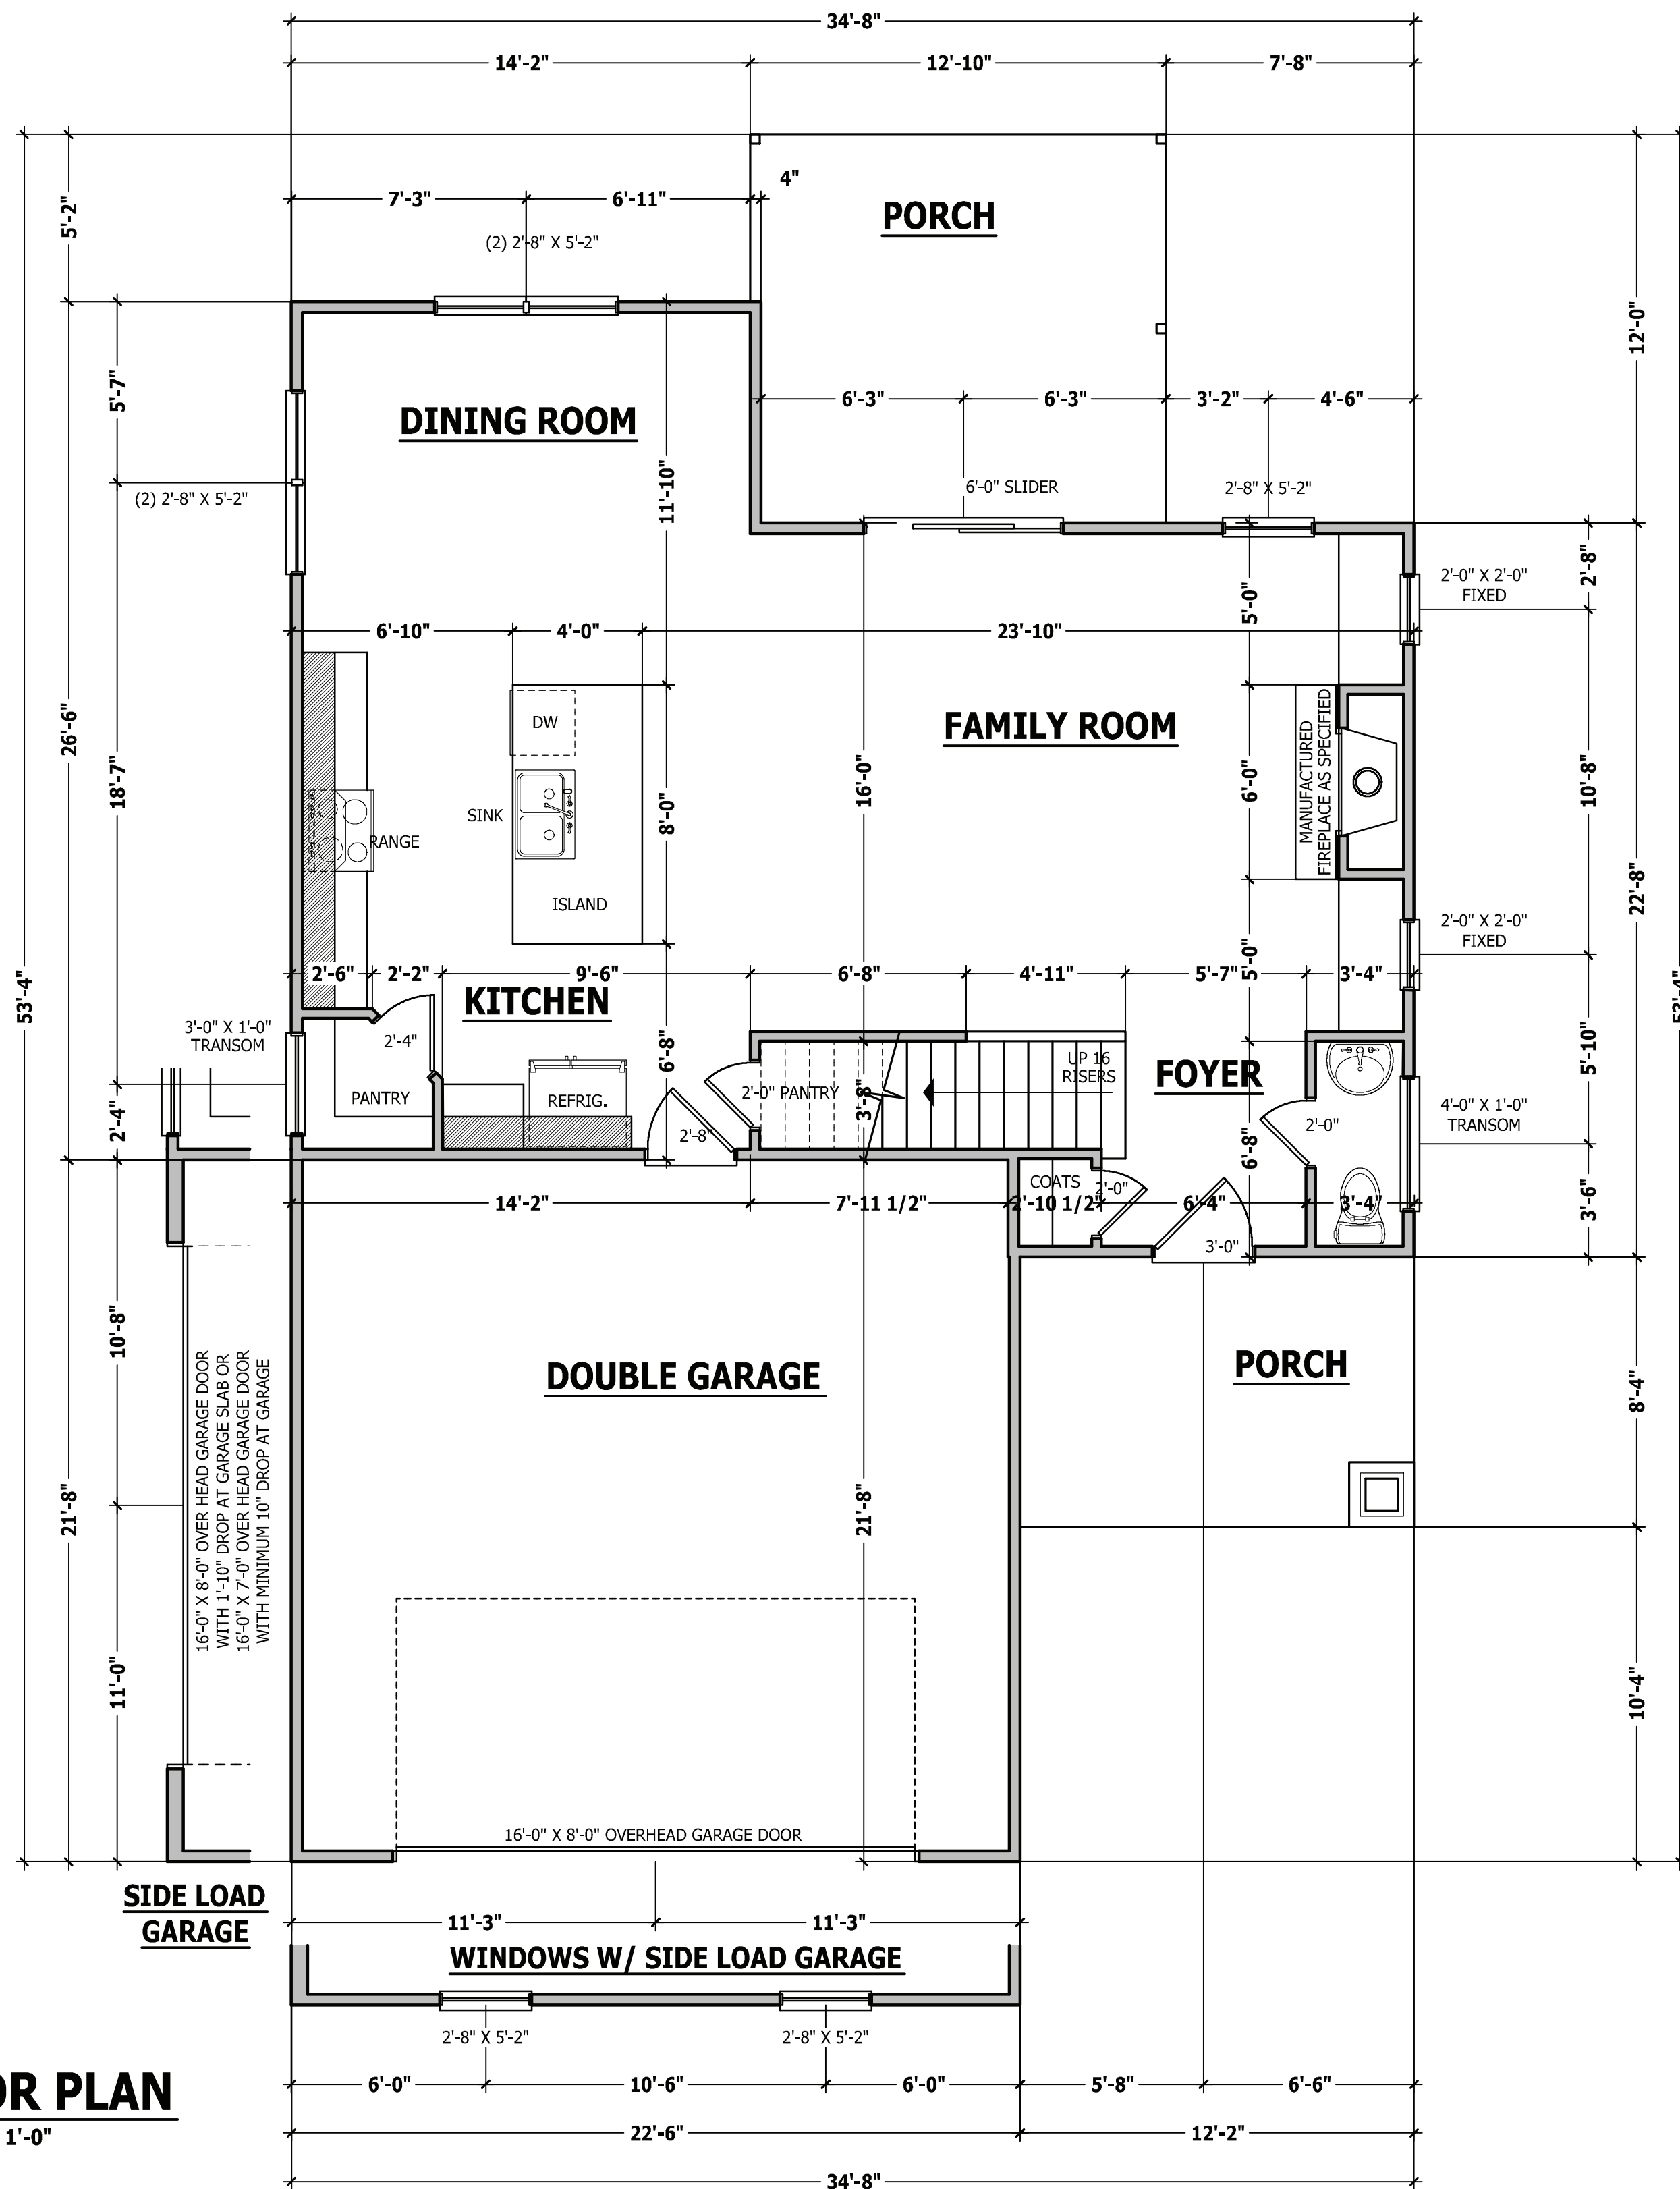 34'-8"
14'-2" 12'-10" 7'-8"
4"
7'-3" 6'-11"
PORCH
5'-2"
(2) 2'-8" X 5'-2"
12'-0"
5'-7"
6'-3" 6'-3" 3'-2" 4'-6"
DINING ROOM
11'-10"
6'-0" SLIDER
2'-8" X 5'-2"
(2) 2'-8" X 5'-2"
2'-8"
2'-0" X 2'-0"
FIXED
5'-0"
6'-10" 4'-0" 23'-10"
26'-6"
DW
FAMILY ROOM
MANUFACTURED
FIREPLACE AS SPECIFIED
18'-7"
16'-0"
6'-0"
10'-8"
SINK
8'-0"
RANGE
22'-8"
ISLAND
2'-0" X 2'-0"
FIXED
5'-0"
53'-4"
53'-4"
2'-6" 2'-2" 9'-6" 6'-8" 4'-11" 5'-7" 3'-4"
KITCHEN
3'-0" X 1'-0"
TRANSOM
2'-4"
6'-8"
UP 16
RISERS
FOYER
5'-10"
PANTRY
REFRIG.
2'-0" PANTRY
3'-8"
4'-0" X 1'-0"
TRANSOM
2'-4"
2'-8"
2'-0"
6'-8"
COATS
2'-0"
14'-2" 7'-11 1/2" 2'-10 1/2" 6'-4" 3'-4"
3'-6"
3'-0"
10'-8"
PORCH
DOUBLE GARAGE
8'-4"
16'-0" X 8'-0" OVER HEAD GARAGE DOOR
WITH 1'-10" DROP AT GARAGE SLAB OR
16'-0" X 7'-0" OVER HEAD GARAGE DOOR
WITH MINIMUM 10" DROP AT GARAGE
21'-8"
21'-8"
11'-0"
10'-4"
16'-0" X 8'-0" OVERHEAD GARAGE DOOR
SIDE LOAD
GARAGE
11'-3" 11'-3"
WINDOWS W/ SIDE LOAD GARAGE
2'-8" X 5'-2" 2'-8" X 5'-2"
6'-0" 10'-6" 6'-0" 5'-8" 6'-6"
OR PLAN
1'-0"
22'-6" 12'-2"
34'-8"